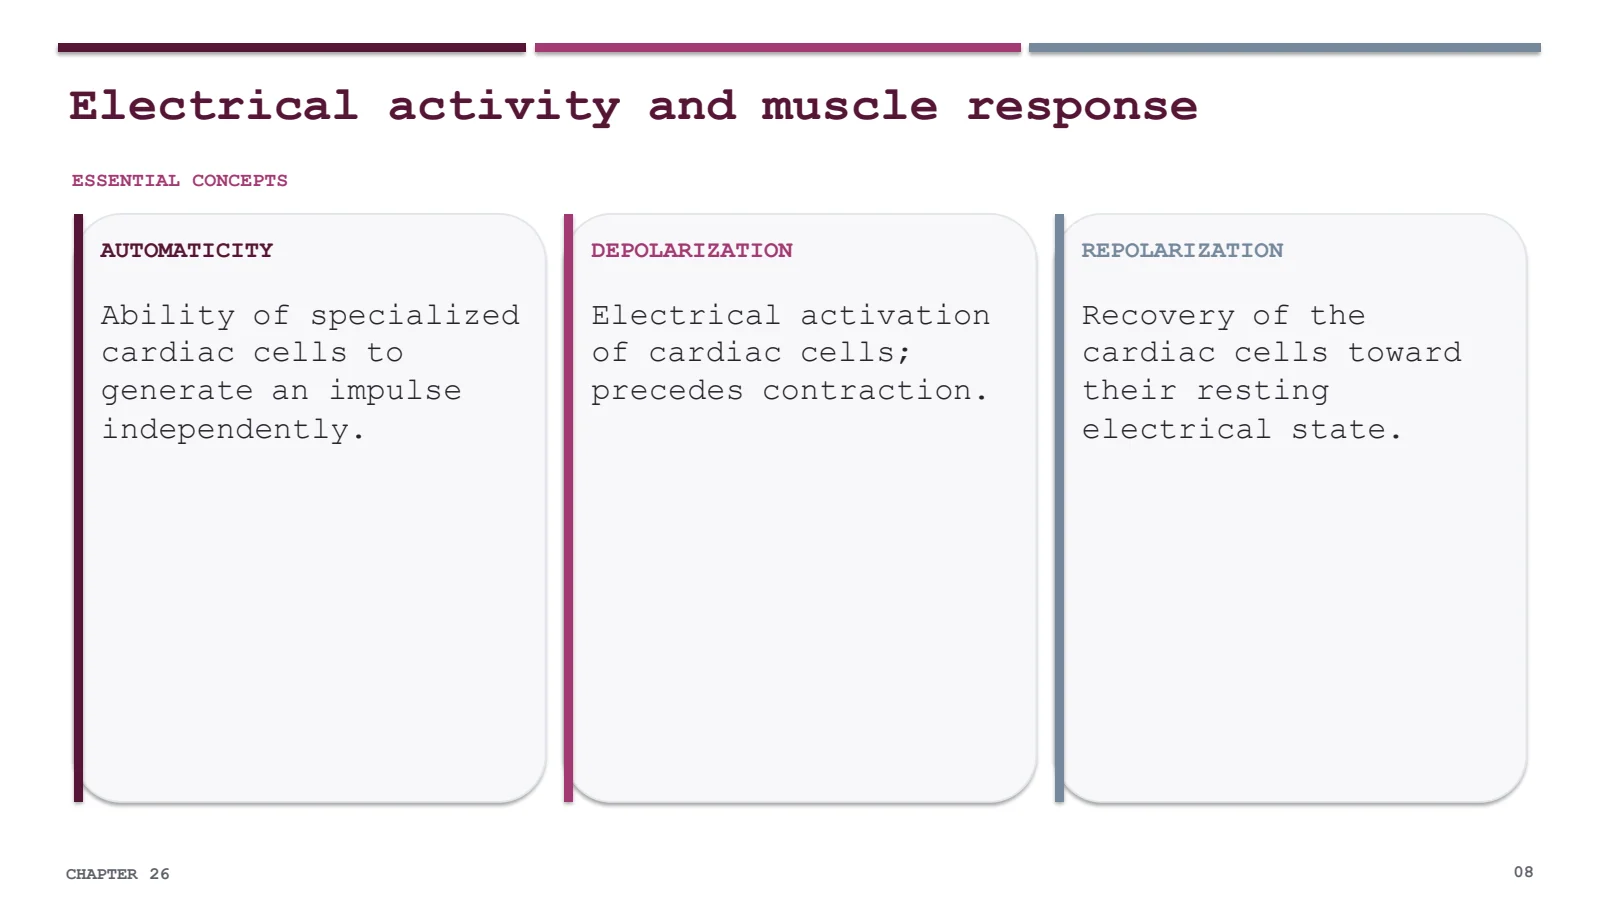 Electrical activity and muscle response
ESSENTIAL CONCEPTS
AUTOMATICITY
Ability of specialized
cardiac cells to
generate an impulse
independently.
DEPOLARIZATION
Electrical activation
of cardiac cells;
precedes contraction.
REPOLARIZATION
Recovery of the
cardiac cells toward
their resting
electrical state.
CHAPTER 26
08